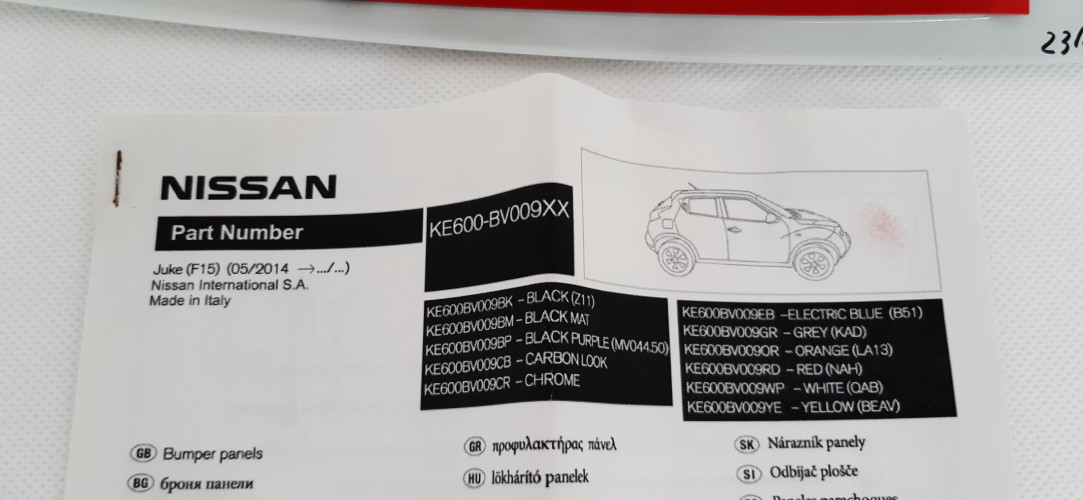 23
NISSAN
Part Number
KE600-BV009XX
Juke (F15) (05/2014 →.../...)
Nissan International S.A.
Made in Italy
KE600BV009BK – BLACK (Z11)
KE600BV009BM – BLACK MAT
KE600BV009BP – BLACK PURPLE (MV044.50)
KE600BV009CB – CARBON LOOK
KE600BV009CR – CHROME
KE600BV009EB –ELECTRIC BLUE (B51)
KE600BV009GR – GREY (KAD)
KE600BV009OR – ORANGE (LA13)
KE600BV009RD – RED (NAH)
KE600BV009WP – WHITE (QAB)
KE600BV009YE – YELLOW (BEAV)
GB Bumper panels
BG броня панели
GR προφυλακτήρας πάνελ
HU lökhárító panelek
SK Nárazník panely
SI Odbijač plošče
Paneles parachoques